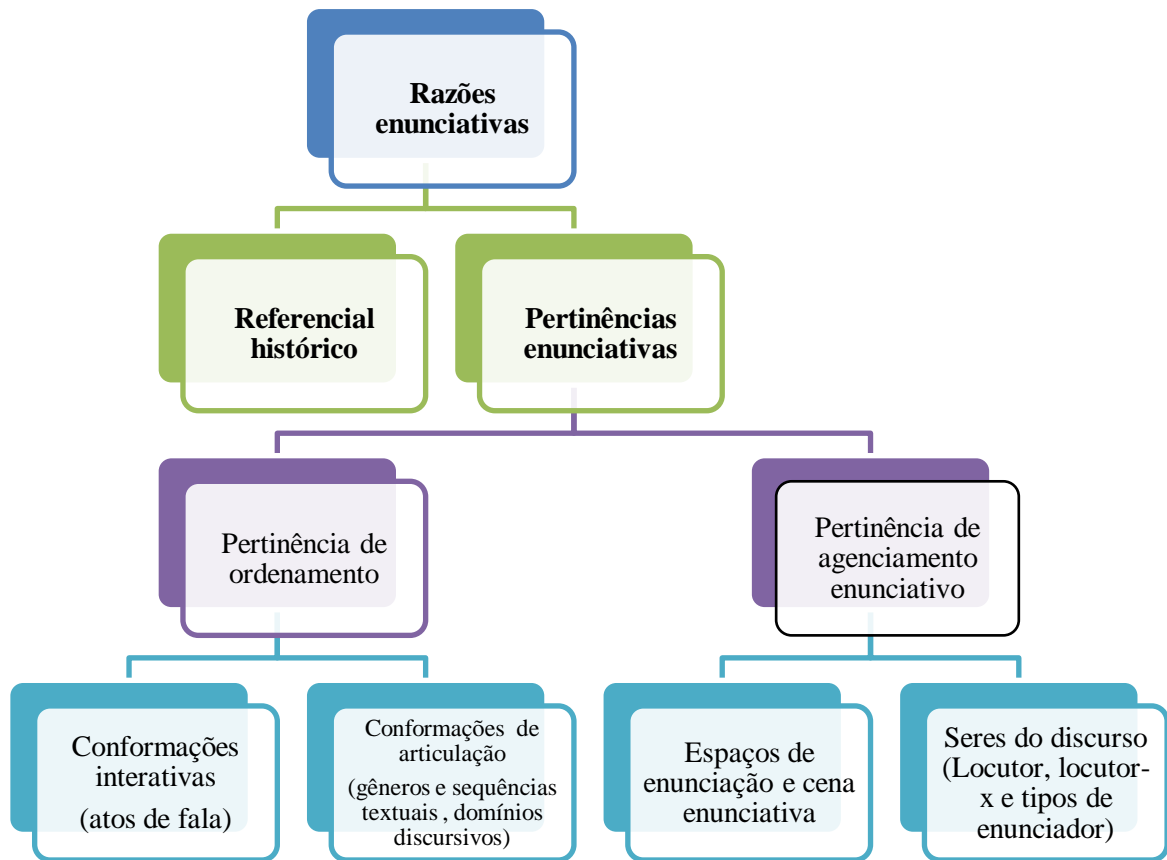 Razões
enunciativas
Referencial
histórico
Pertinências
enunciativas
Pertinência de
ordenamento
Pertinência de
agenciamento
enunciativo
Conformações
interativas
(atos de fala)
Conformações de
articulação
(gêneros e sequências
textuais , domínios
discursivos)
Espaços de
enunciação e cena
enunciativa
Seres do discurso
(Locutor, locutor-
x e tipos de
enunciador)